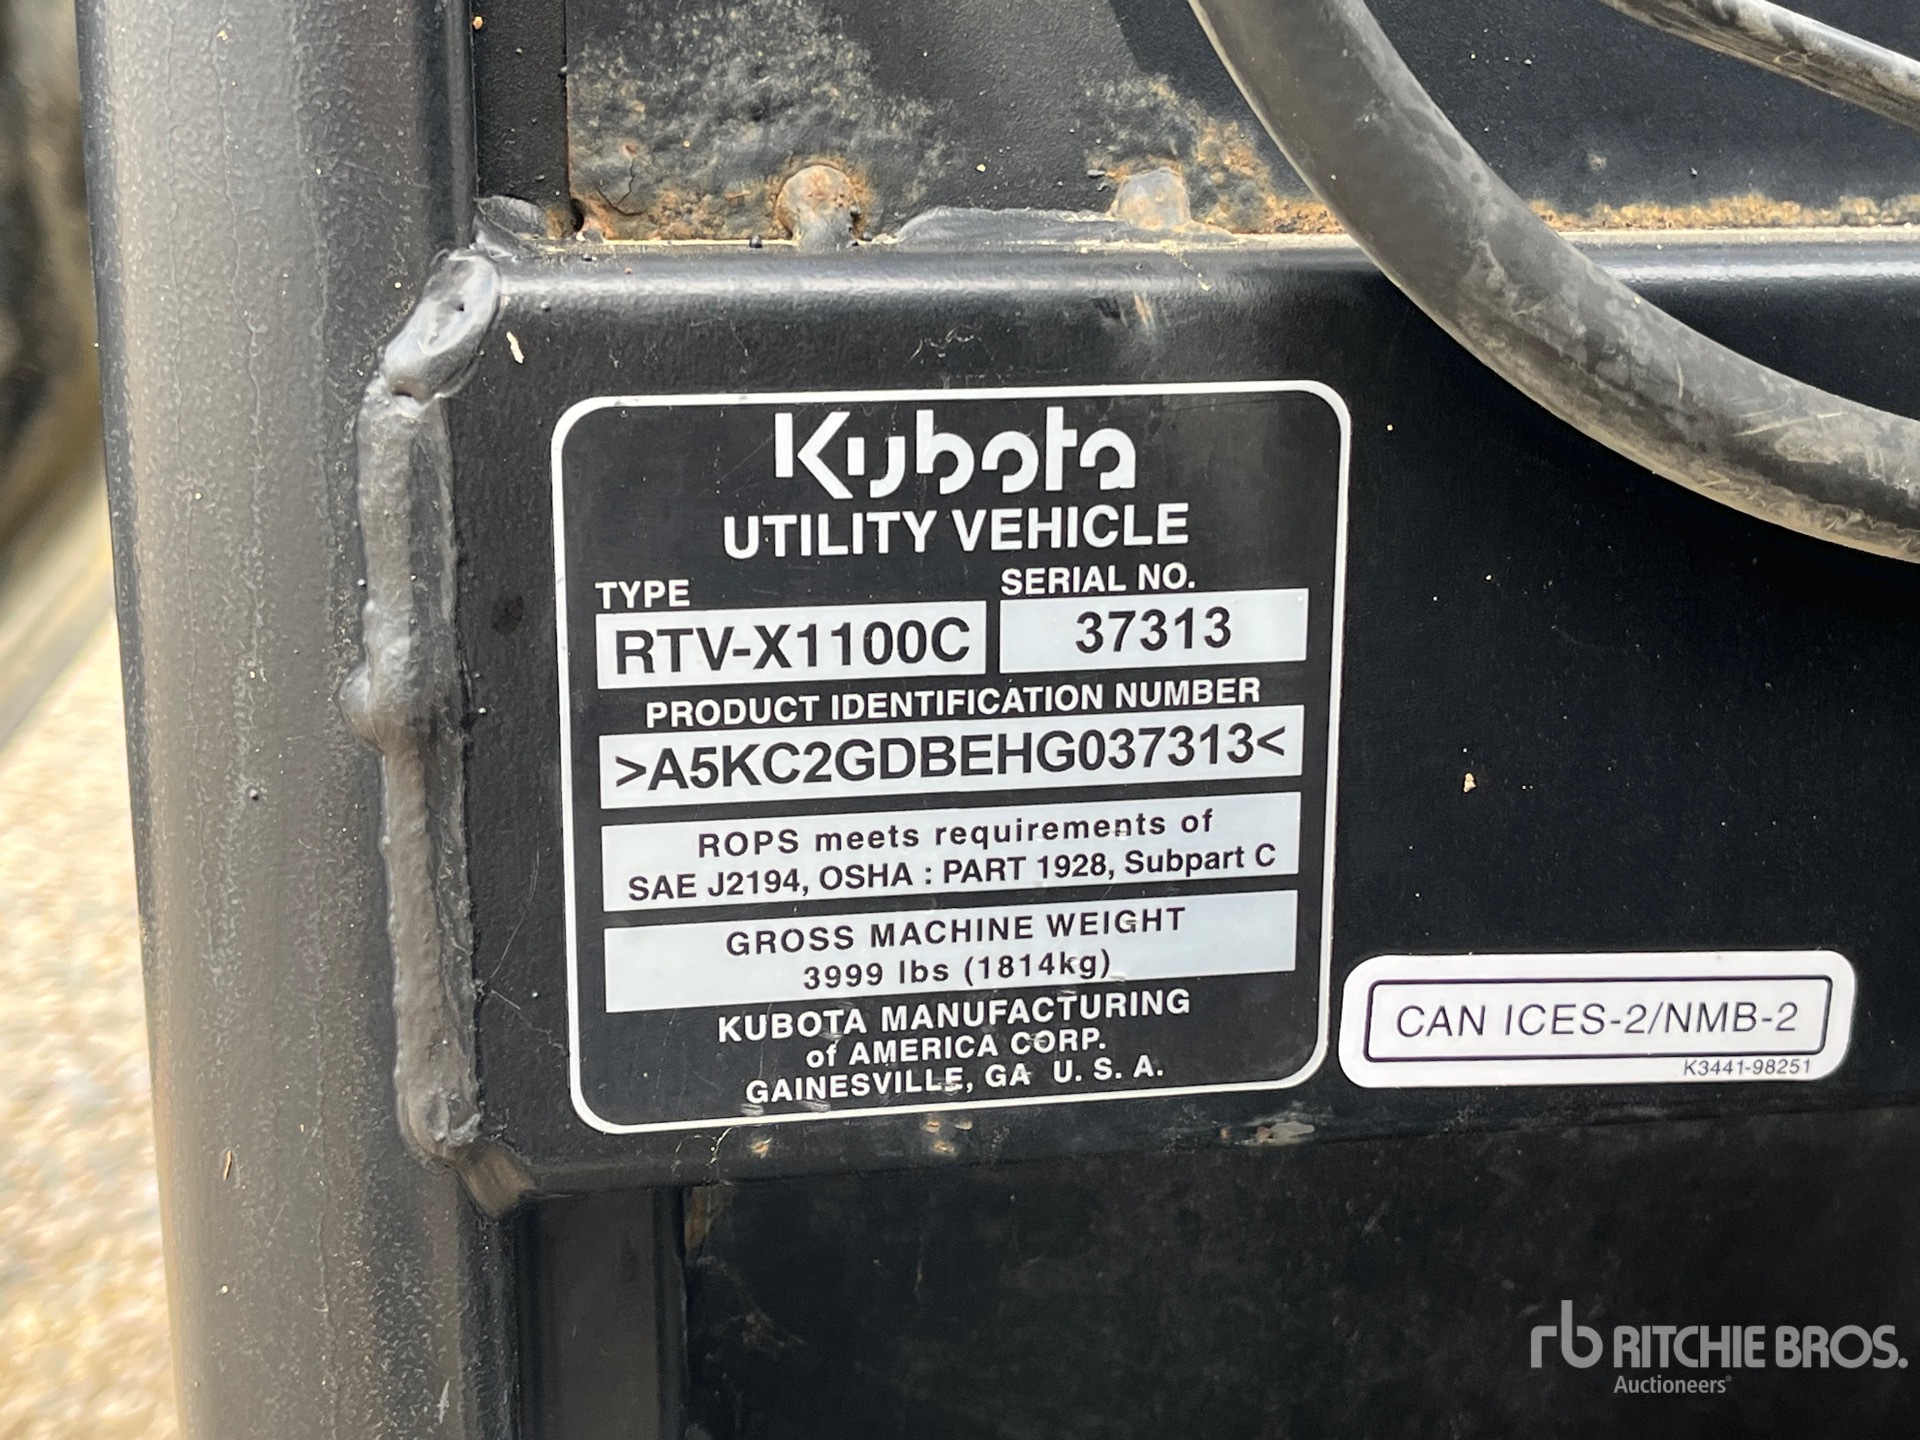 Kubota
UTILITY VEHICLE
TYPE SERIAL NO.
RTV-X1100C 37313
PRODUCT IDENTIFICATION NUMBER
>A5KC2GDBEHG037313<
ROPS meets requirements of
SAE J2194, OSHA : PART 1928, Subpart C
GROSS MACHINE WEIGHT
3999 lbs (1814kg)
KUBOTA MANUFACTURING
of AMERICA CORP.
GAINESVILLE, GA U. S. A.
CAN ICES-2/NMB-2
K3441-98251
rb RITCHIE BROS.
Auctioneers®